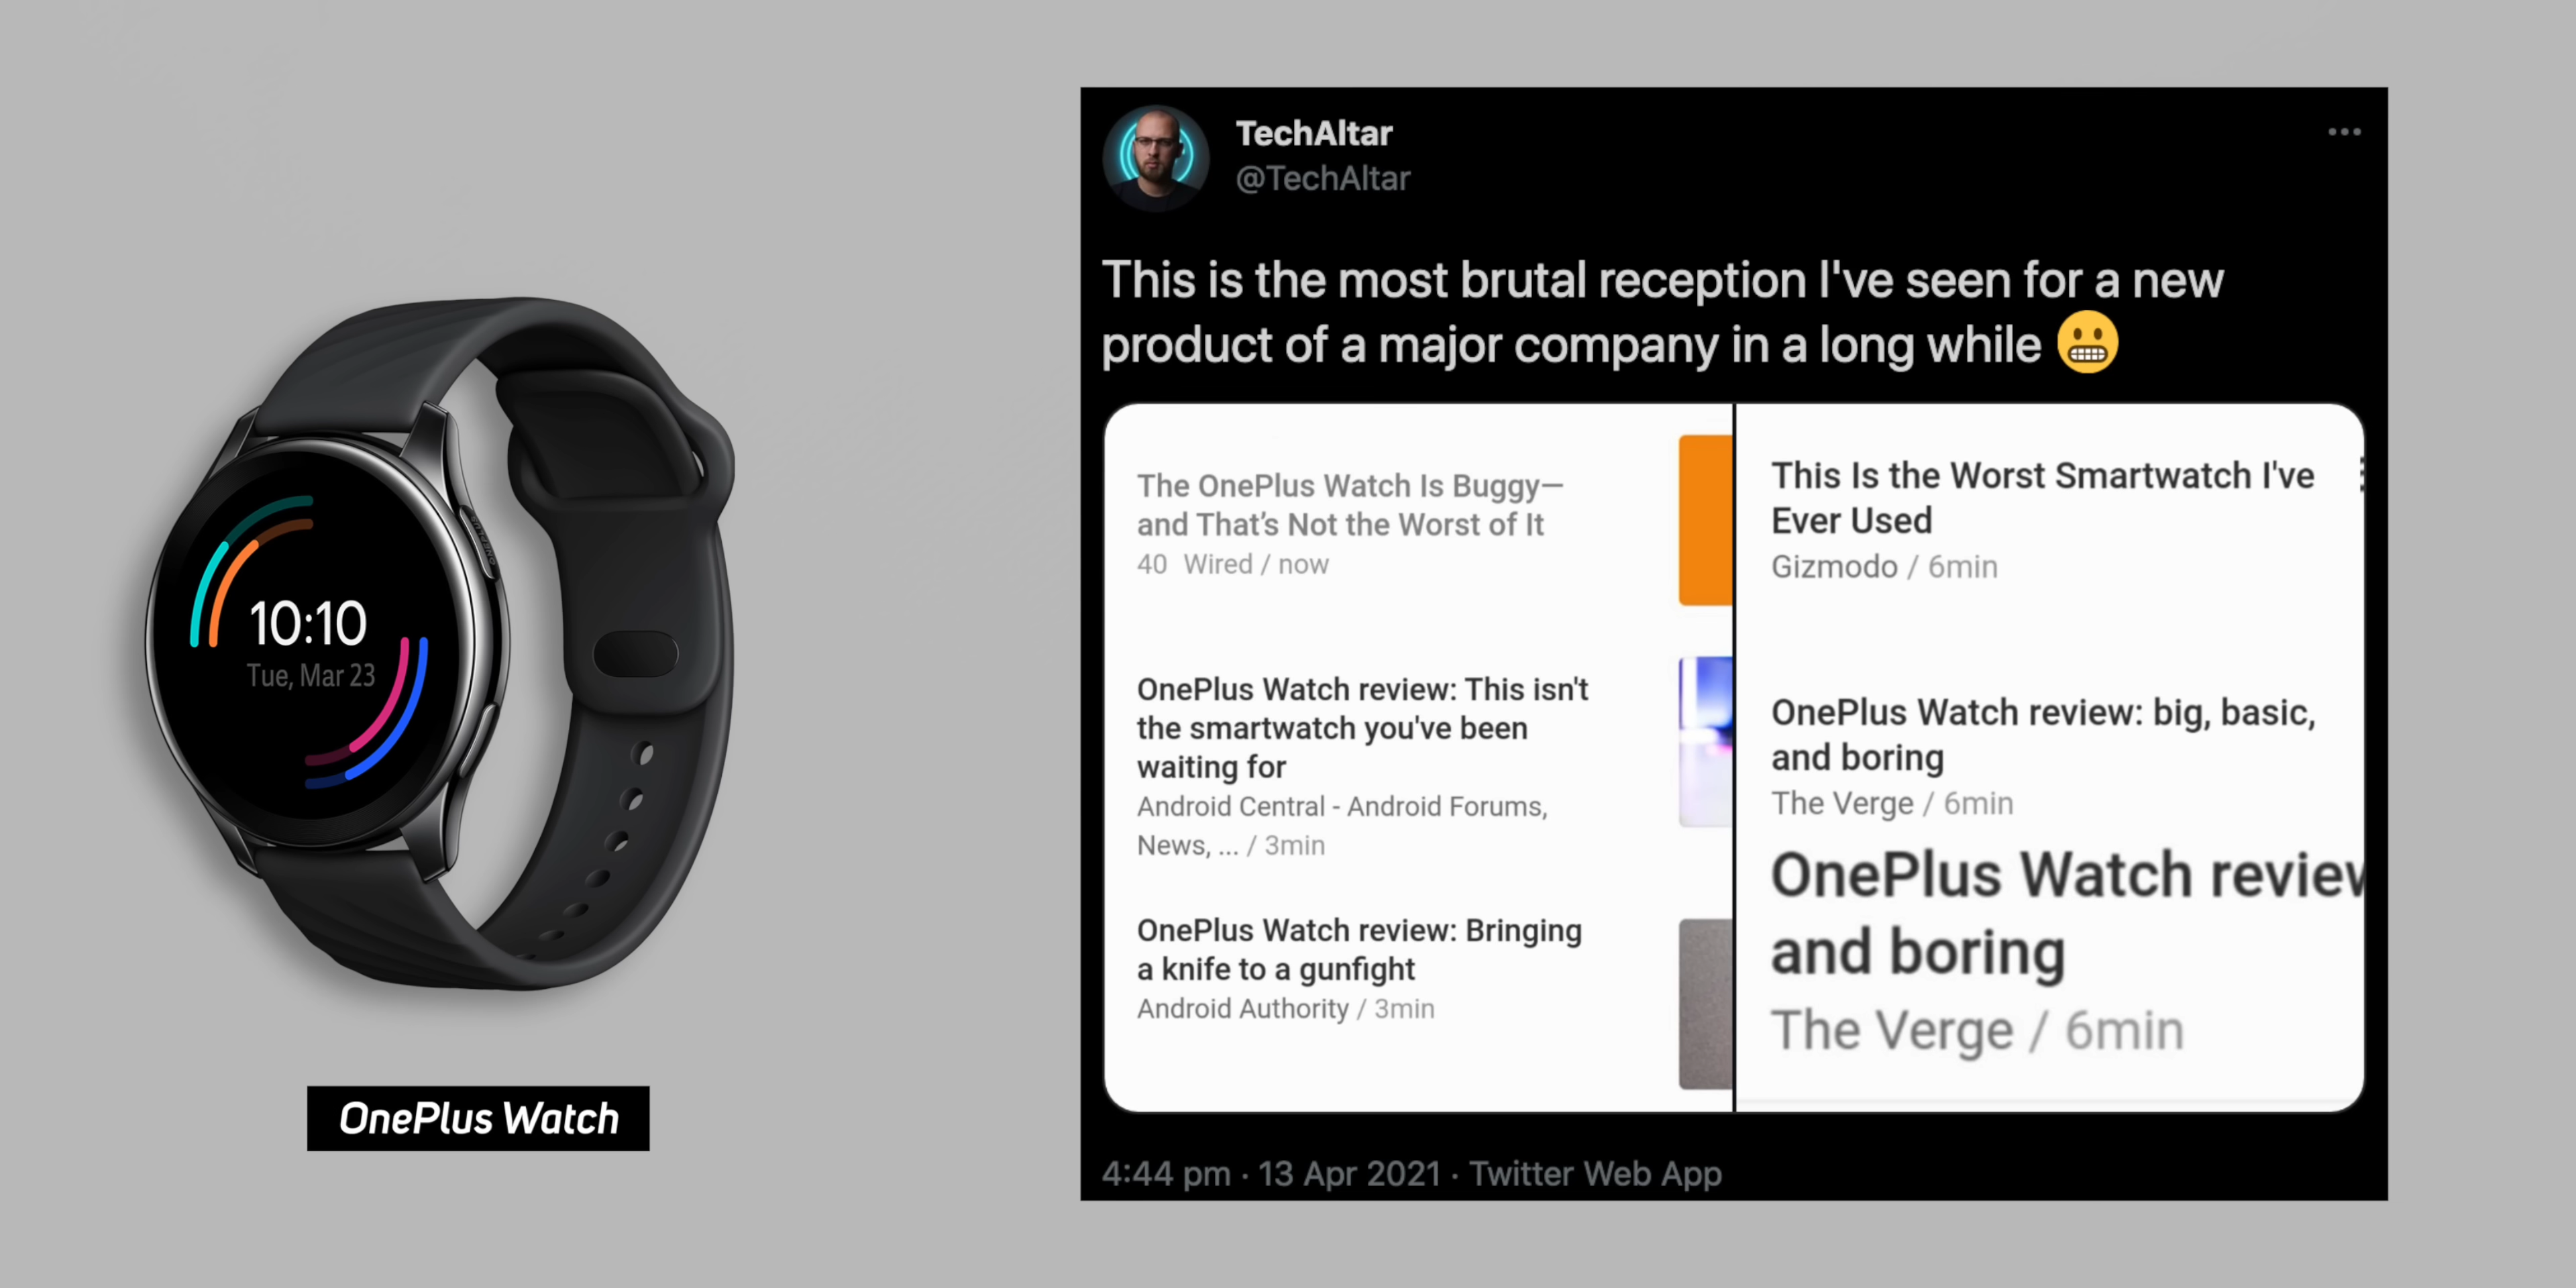 10:10
Tue, Mar 23
OnePlus Watch
TechAltar
@TechAltar
This is the most brutal reception I've seen for a new
product of a major company in a long while 😬
The OnePlus Watch Is Buggy—
and That's Not the Worst of It
40 Wired / now
OnePlus Watch review: This isn't
the smartwatch you've been
waiting for
Android Central - Android Forums,
News, ... / 3min
OnePlus Watch review: Bringing
a knife to a gunfight
Android Authority / 3min
This Is the Worst Smartwatch I've
Ever Used
Gizmodo / 6min
OnePlus Watch review: big, basic,
and boring
The Verge / 6min
OnePlus Watch review
and boring
The Verge / 6min
4:44 pm · 13 Apr 2021 · Twitter Web App